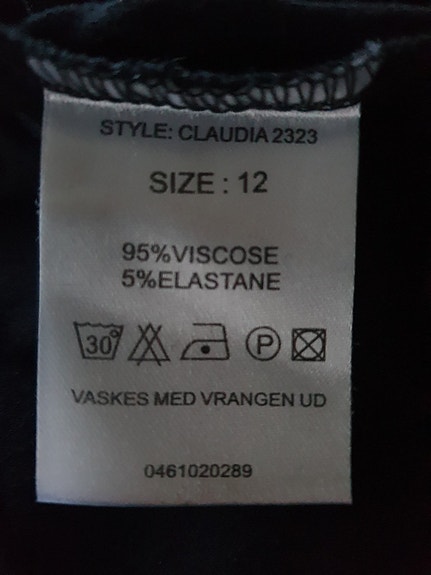 STYLE: CLAUDIA 2323
SIZE : 12
95%VISCOSE
5%ELASTANE
30° P
VASKES MED VRANGEN UD
0461020289